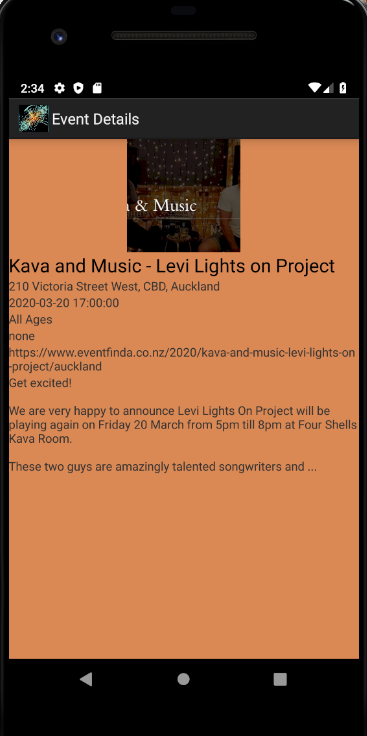 2:34
Event Details
& Music
Kava and Music - Levi Lights on Project
210 Victoria Street West, CBD, Auckland
2020-03-20 17:00:00
All Ages
none
https://www.eventfinda.co.nz/2020/kava-and-music-levi-lights-on
-project/auckland
Get excited!
We are very happy to announce Levi Lights On Project will be
playing again on Friday 20 March from 5pm till 8pm at Four Shells
Kava Room.
These two guys are amazingly talented songwriters and ...